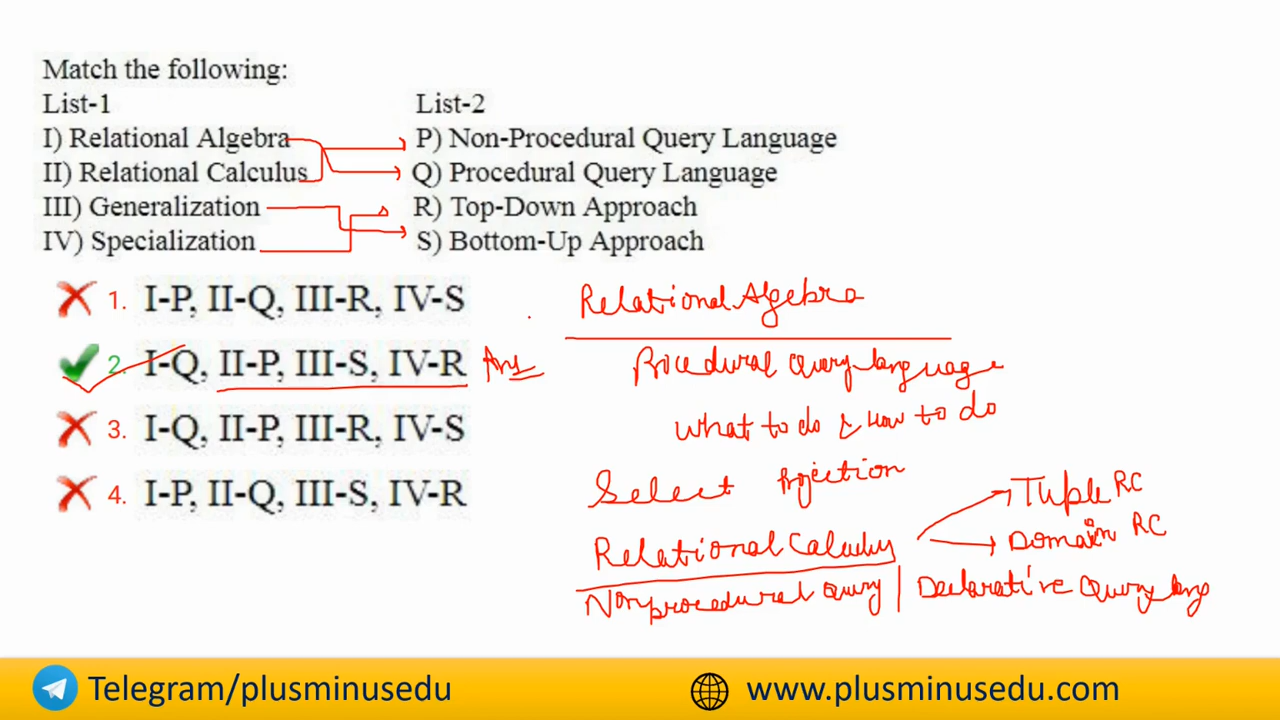 Match the following:
List-1 List-2
I) Relational Algebra P) Non-Procedural Query Language
II) Relational Calculus Q) Procedural Query Language
III) Generalization R) Top-Down Approach
IV) Specialization S) Bottom-Up Approach
1. I-P, II-Q, III-R, IV-S
2. I-Q, II-P, III-S, IV-R Ans
3. I-Q, II-P, III-R, IV-S
4. I-P, II-Q, III-S, IV-R
Relational Algebra
Procedural Query language
what to do & How to do
Select Projection
Relational Calculus
Tuple RC
Domain RC
Nonprocedural Query | Declarative Query lang
Telegram/plusminusedu www.plusminusedu.com